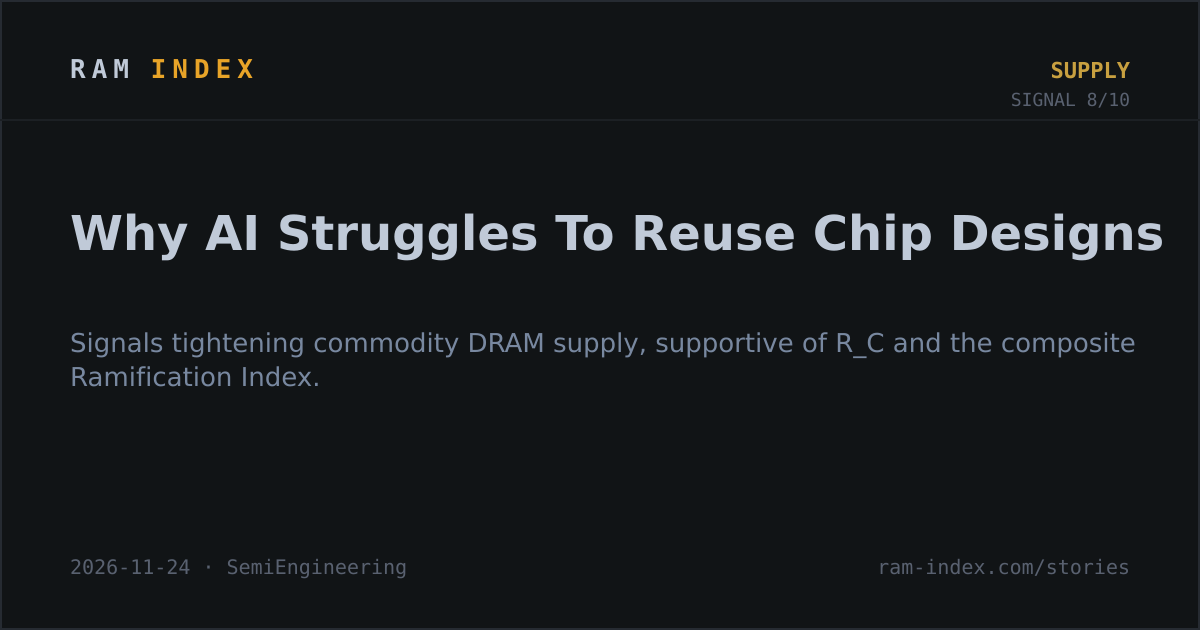 RAM INDEX
SUPPLY
SIGNAL 8/10
Why AI Struggles To Reuse Chip Designs
Signals tightening commodity DRAM supply, supportive of R_C and the composite
Ramification Index.
2026-11-24 · SemiEngineering
ram-index.com/stories